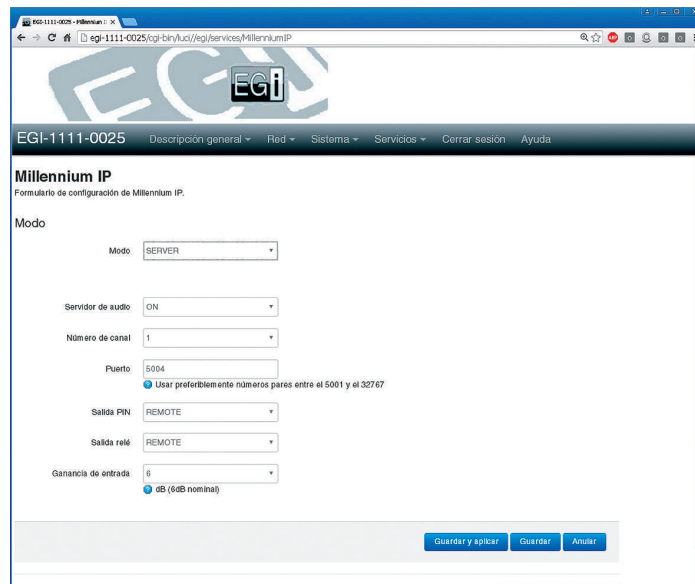 EGI-1111-0025 - Millennium I
egi-1111-0025/cgi-bin/luci//egi/services/MillenniumIP
EGi
EGi
EGI-1111-0025 Descripción general Red Sistema Servicios Cerrar sesión Ayuda
Millennium IP
Formulario de configuración de Millennium IP.
Modo
Modo SERVER
Servidor de audio ON
Número de canal 1
Puerto 5004
Usar preferiblemente números pares entre el 5001 y el 32767
Salida PIN REMOTE
Salida relé REMOTE
Ganancia de entrada 6
dB (6dB nominal)
Guardar y aplicar Guardar Anular